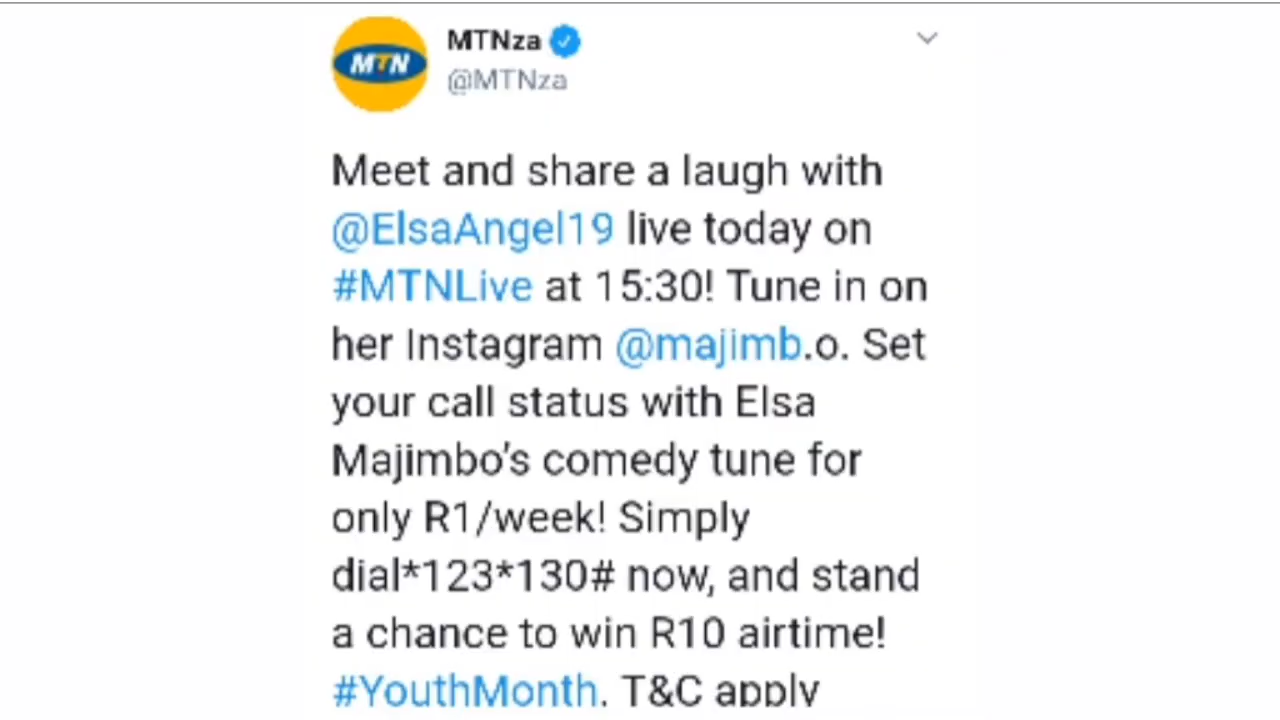 MTN
MTNza
@MTNza
Meet and share a laugh with
@ElsaAngel19 live today on
#MTNLive at 15:30! Tune in on
her Instagram @majimb.o. Set
your call status with Elsa
Majimbo's comedy tune for
only R1/week! Simply
dial*123*130# now, and stand
a chance to win R10 airtime!
#YouthMonth. T&C apply